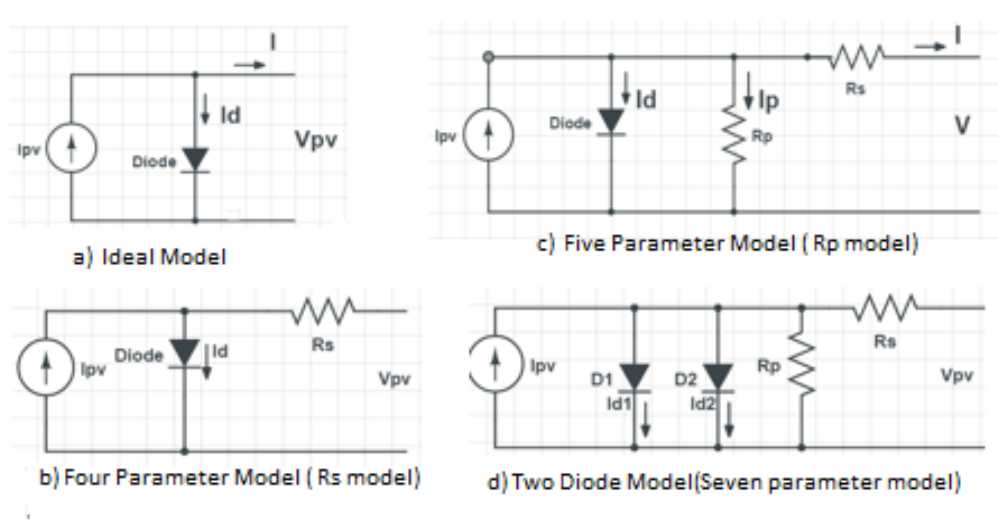 I
Id
Ipv
Diode
Vpv
a) Ideal Model
I
Id
Ip
Rs
Ipv
Diode
Rp
V
c) Five Parameter Model ( Rp model)
Rs
Diode
Id
Ipv
Vpv
b) Four Parameter Model ( Rs model)
Rs
Ipv
D1
D2
Rp
Vpv
Id1
Id2
d) Two Diode Model(Seven parameter model)